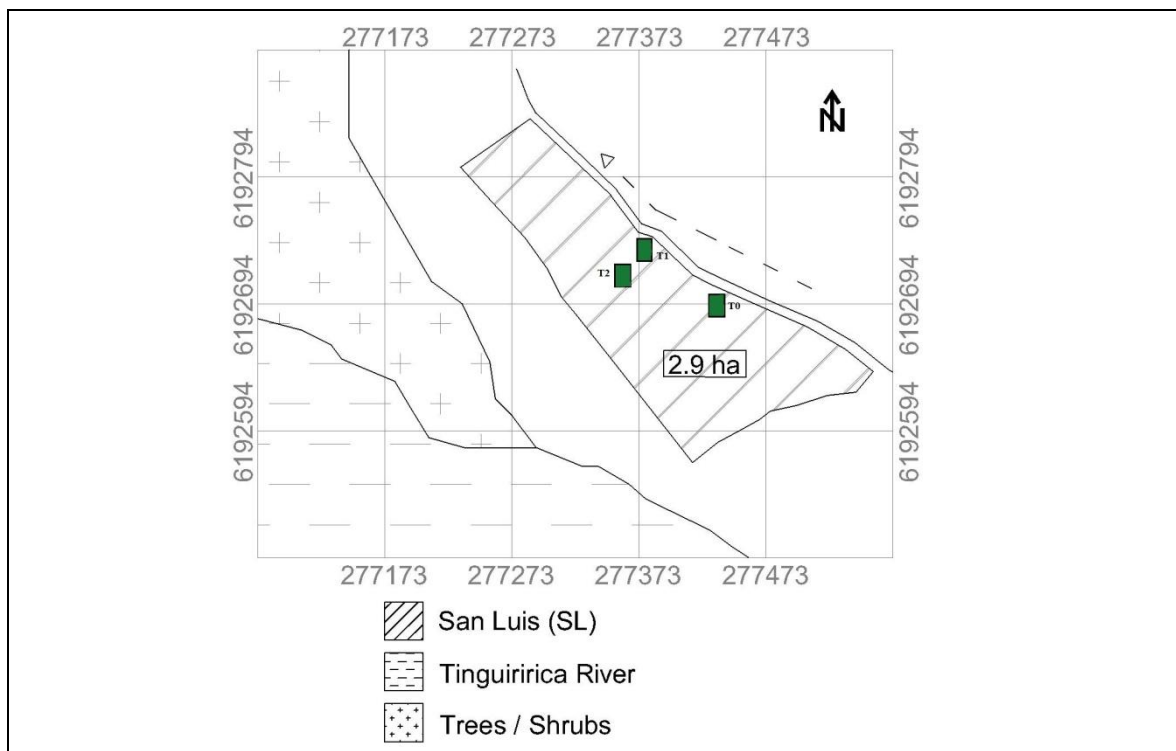 277173 277273 277373 277473
N
6192794 6192794
T1
T2
6192694 6192694
T0
2.9 ha
6192594 6192594
277173 277273 277373 277473
San Luis (SL)
Tinguiririca River
Trees / Shrubs